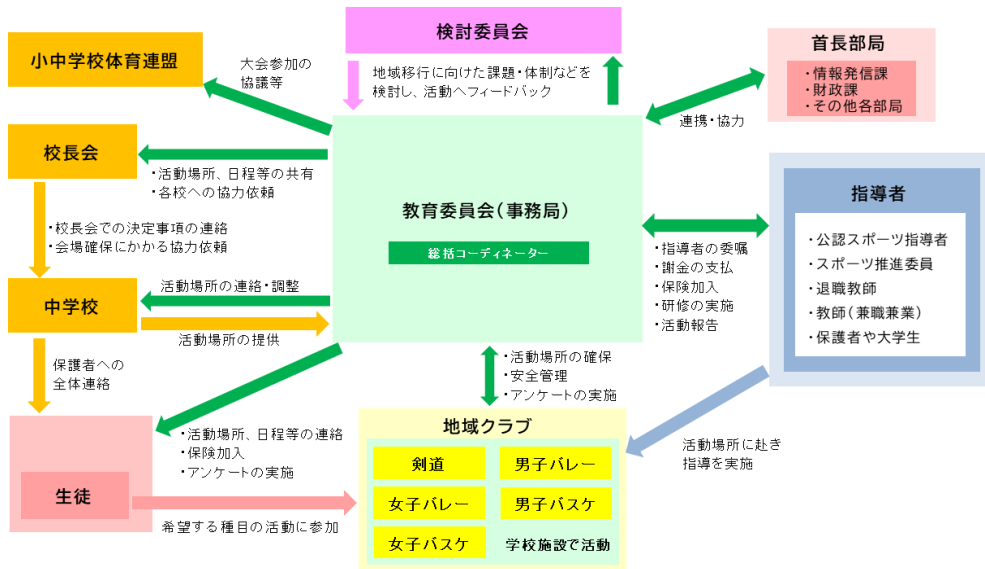 検討委員会
小中学校体育連盟
大会参加の
協議等
地域移行に向けた課題・体制などを
検討し、活動へフィードバック
首長部局
・情報発信課
・財政課
・その他各部局
連携・協力
校長会
・活動場所、日程等の共有
・各校への協力依頼
教育委員会（事務局）
総括コーディネーター
指導者
・公認スポーツ指導者
・スポーツ推進委員
・退職教師
・教師（兼職兼業）
・保護者や大学生
・校長会での決定事項の連絡
・会場確保にかかる協力依頼
・指導者の委嘱
・謝金の支払
・保険加入
・研修の実施
・活動報告
中学校
活動場所の連絡・調整
活動場所の提供
保護者への
全体連絡
・活動場所の確保
・安全管理
・アンケートの実施
・活動場所、日程等の連絡
・保険加入
・アンケートの実施
生徒
希望する種目の活動に参加
地域クラブ
剣道
男子バレー
女子バレー
男子バスケ
女子バスケ
学校施設で活動
活動場所に赴き
指導を実施